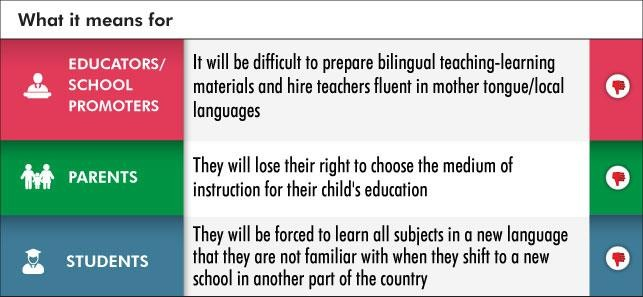 What it means for
EDUCATORS/
SCHOOL
PROMOTERS
It will be difficult to prepare bilingual teaching-learning
materials and hire teachers fluent in mother tongue/local
languages
PARENTS
They will lose their right to choose the medium of
instruction for their child's education
STUDENTS
They will be forced to learn all subjects in a new language
that they are not familiar with when they shift to a new
school in another part of the country